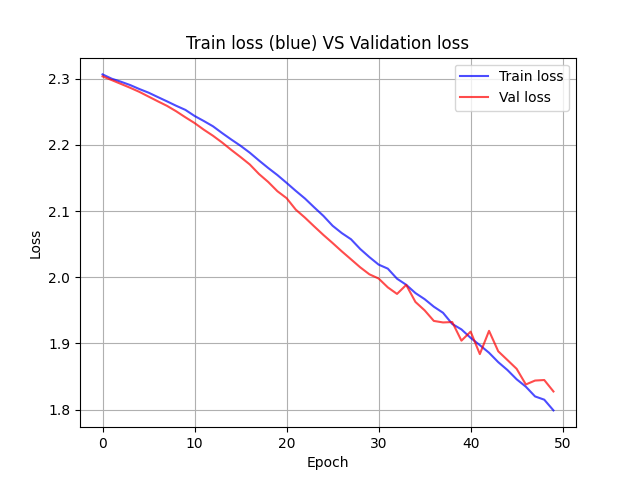 Train loss (blue) VS Validation loss
Train loss
Val loss
2.3
2.2
2.1
2.0
1.9
1.8
Loss
0 10 20 30 40 50
Epoch